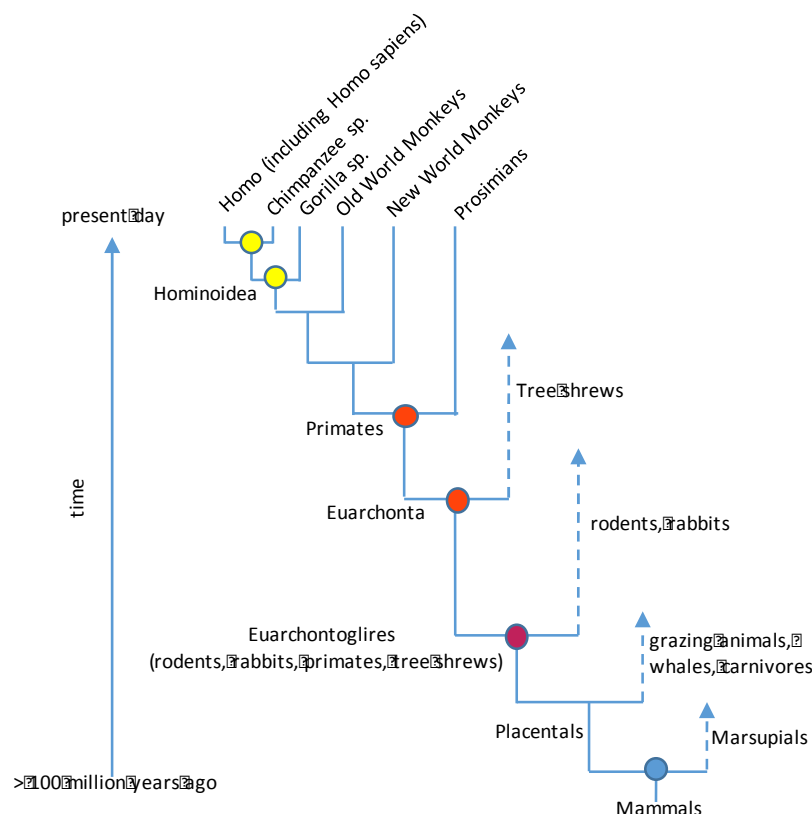 Homo (including Homo sapiens)
Chimpanzee sp.
Gorilla sp.
Old World Monkeys
New World Monkeys
Prosimians
present day
Hominoidea
Tree shrews
Primates
time
Euarchonta
rodents, rabbits
Euarchontoglires
(rodents, rabbits, primates, tree shrews)
grazing animals,
whales, carnivores
Placentals
Marsupials
> 100 million years ago
Mammals